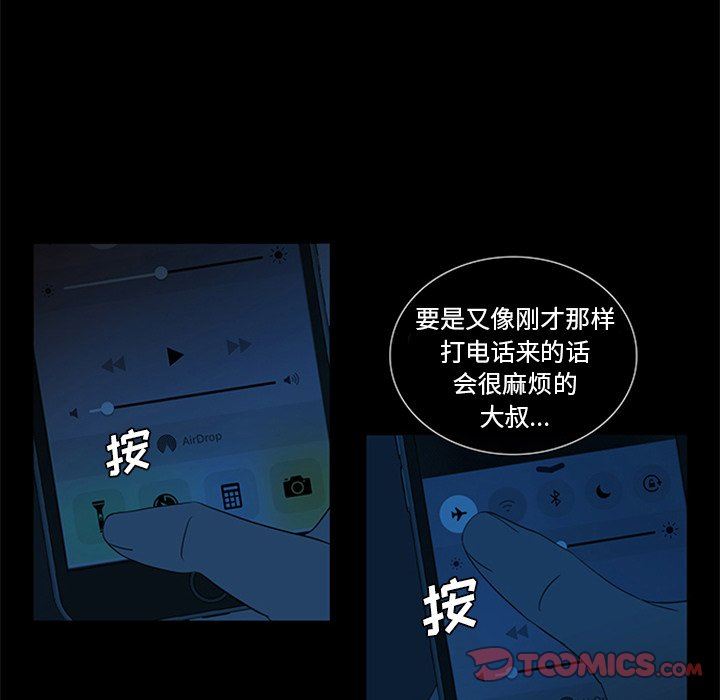 要是又像刚才那样
打电话来的话
会很麻烦的
大叔...
AirDrop
按
按
TOOMICS.COM